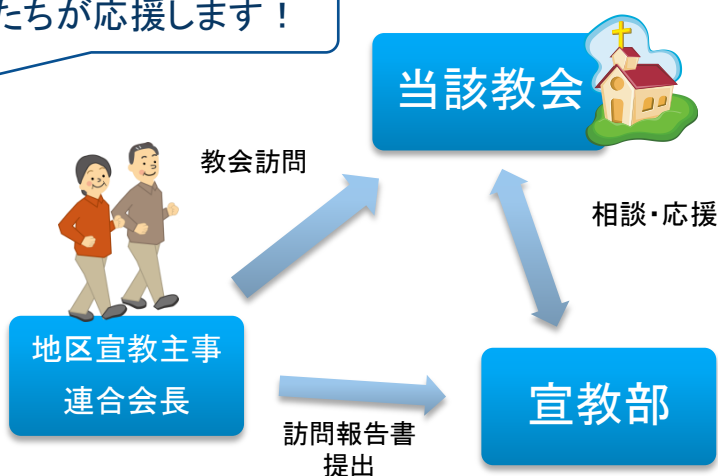 たちが応援します!
当該教会
教会訪問
相談・応援
地区宣教主事
連合会長
宣教部
訪問報告書
提出